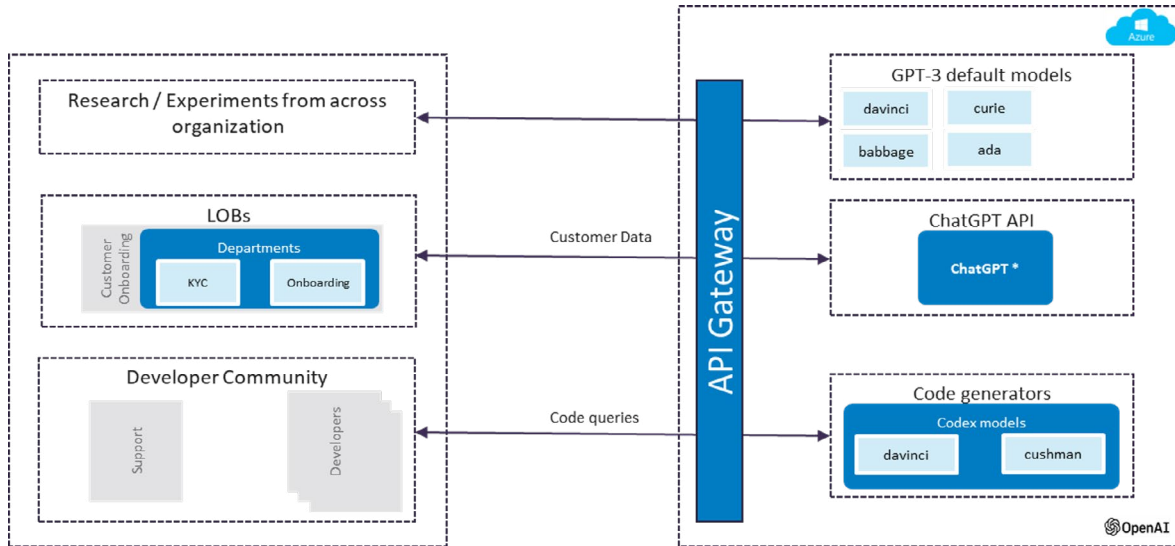 Azure
Research / Experiments from across
organization
LOBs
Customer
Onboarding
Departments
KYC
Onboarding
Developer Community
Support
Developers
Customer Data
Code queries
API Gateway
GPT-3 default models
davinci
curie
babbage
ada
ChatGPT API
ChatGPT *
Code generators
Codex models
davinci
cushman
OpenAI